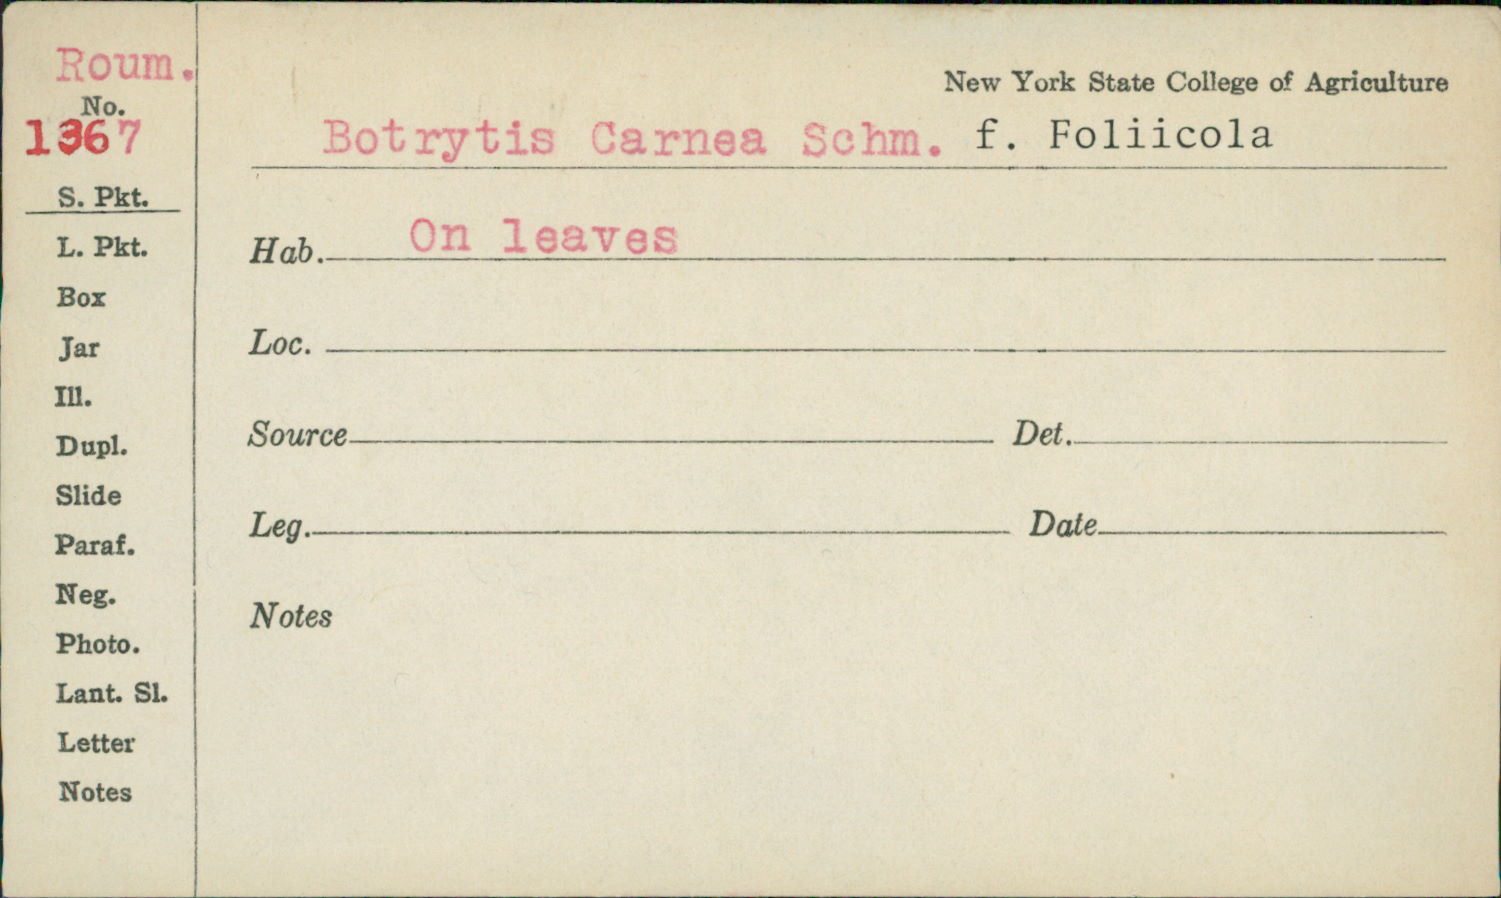 Roum.
No.
1367
S. Pkt.
L. Pkt.
Box
Jar
Ill.
Dupl.
Slide
Paraf.
Neg.
Photo.
Lant. Sl.
Letter
Notes
New York State College of Agriculture
Botrytis Carnea Schm. f. Foliicola
Hab. On leaves
Loc.
Source Det.
Leg. Date
Notes